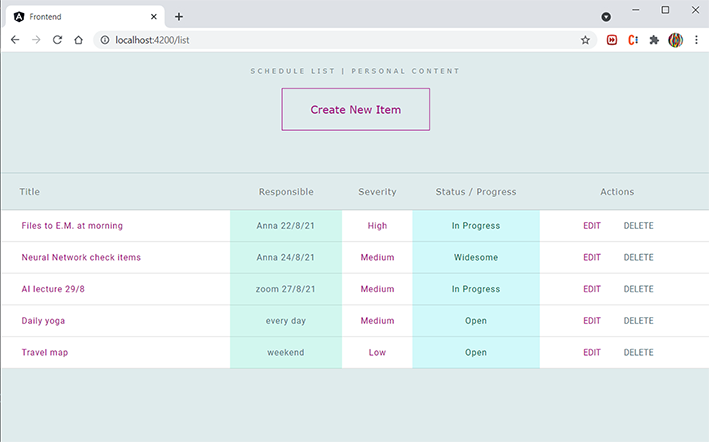 Frontend
localhost:4200/list
SCHEDULE LIST | PERSONAL CONTENT
Create New Item
Title Responsible Severity Status / Progress Actions
Files to E.M. at morning Anna 22/8/21 High In Progress EDIT DELETE
Neural Network check items Anna 24/8/21 Medium Widesome EDIT DELETE
AI lecture 29/8 zoom 27/8/21 Medium In Progress EDIT DELETE
Daily yoga every day Medium Open EDIT DELETE
Travel map weekend Low Open EDIT DELETE